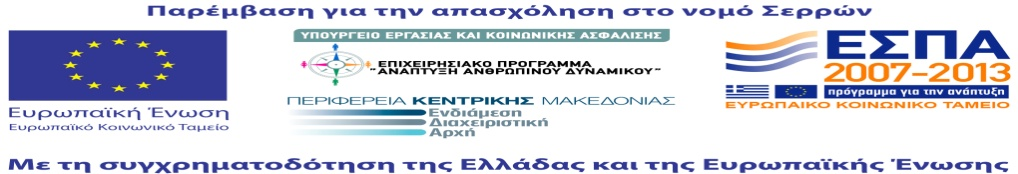 Παρέμβαση για την απασχόληση στο νομό Σερρών
Ευρωπαϊκή Ένωση
Ευρωπαϊκό Κοινωνικό Ταμείο
ΥΠΟΥΡΓΕΙΟ ΕΡΓΑΣΙΑΣ ΚΑΙ ΚΟΙΝΩΝΙΚΗΣ ΑΣΦΑΛΙΣΗΣ
ΕΠΙΧΕΙΡΗΣΙΑΚΟ ΠΡΟΓΡΑΜΜΑ
"ΑΝΑΠΤΥΞΗ ΑΝΘΡΩΠΙΝΟΥ ΔΥΝΑΜΙΚΟΥ"
ΠΕΡΙΦΕΡΕΙΑ ΚΕΝΤΡΙΚΗΣ ΜΑΚΕΔΟΝΙΑΣ
Ενδιάμεση
Διαχειριστική
Αρχή
ΕΣΠΑ
2007-2013
πρόγραμμα για την ανάπτυξη
ΕΥΡΩΠΑΙΚΟ ΚΟΙΝΩΝΙΚΟ ΤΑΜΕΙΟ
Με τη συγχρηματοδότηση της Ελλάδας και της Ευρωπαϊκής Ένωσης